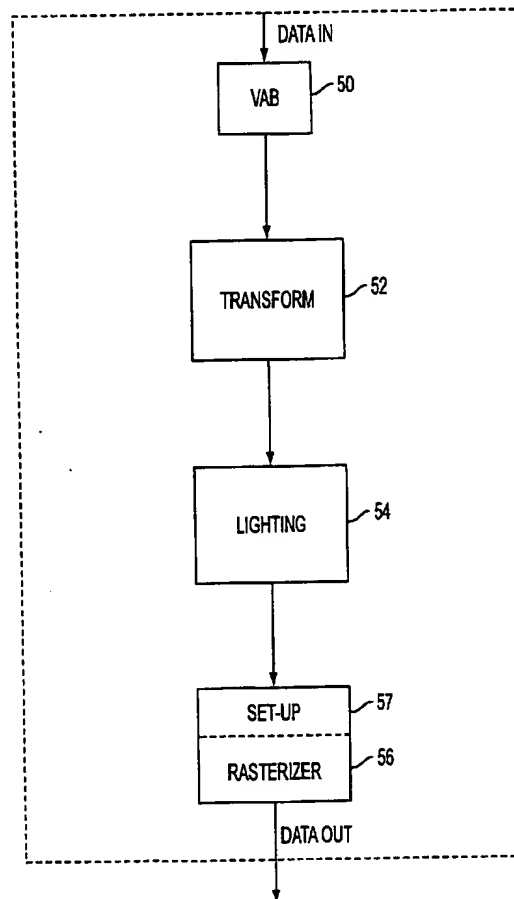 DATA IN
VAB
50
TRANSFORM
52
LIGHTING
54
SET-UP
57
RASTERIZER
56
DATA OUT